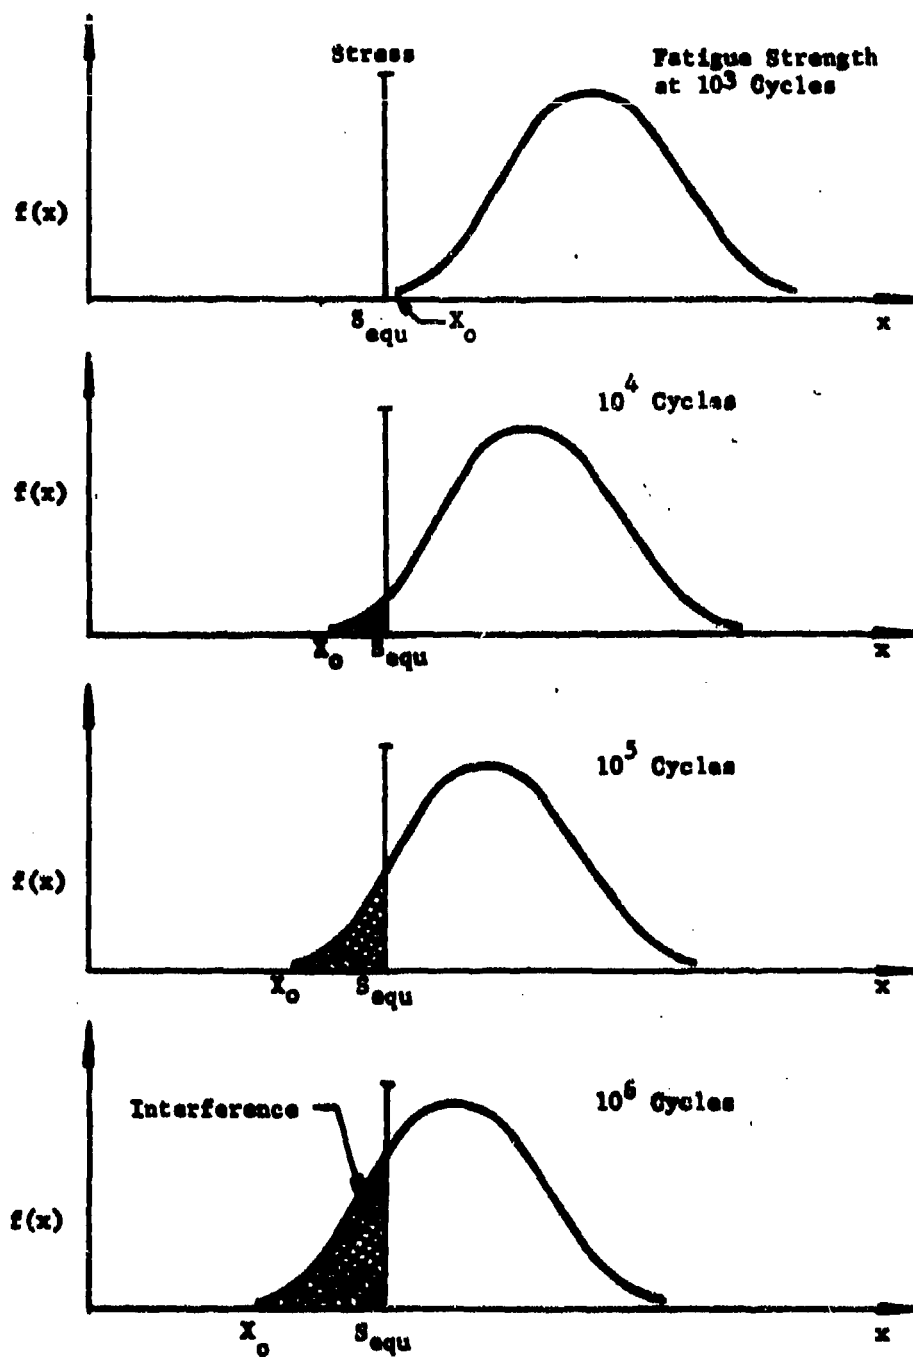 Stress
Fatigue Strength
at 10³ Cycles
f(x)
S_equ
X_o
x
10⁴ Cycles
f(x)
X_o
S_equ
x
10⁵ Cycles
f(x)
X_o
S_equ
x
Interference
10⁶ Cycles
f(x)
X_o
S_equ
x